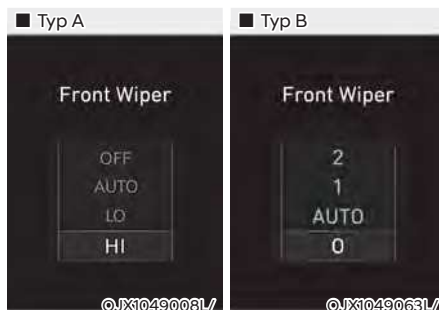 ■ Typ A
Front Wiper
OFF
AUTO
LO
HI
OJX1049008L/
■ Typ B
Front Wiper
2
1
AUTO
0
OJX1049063L/